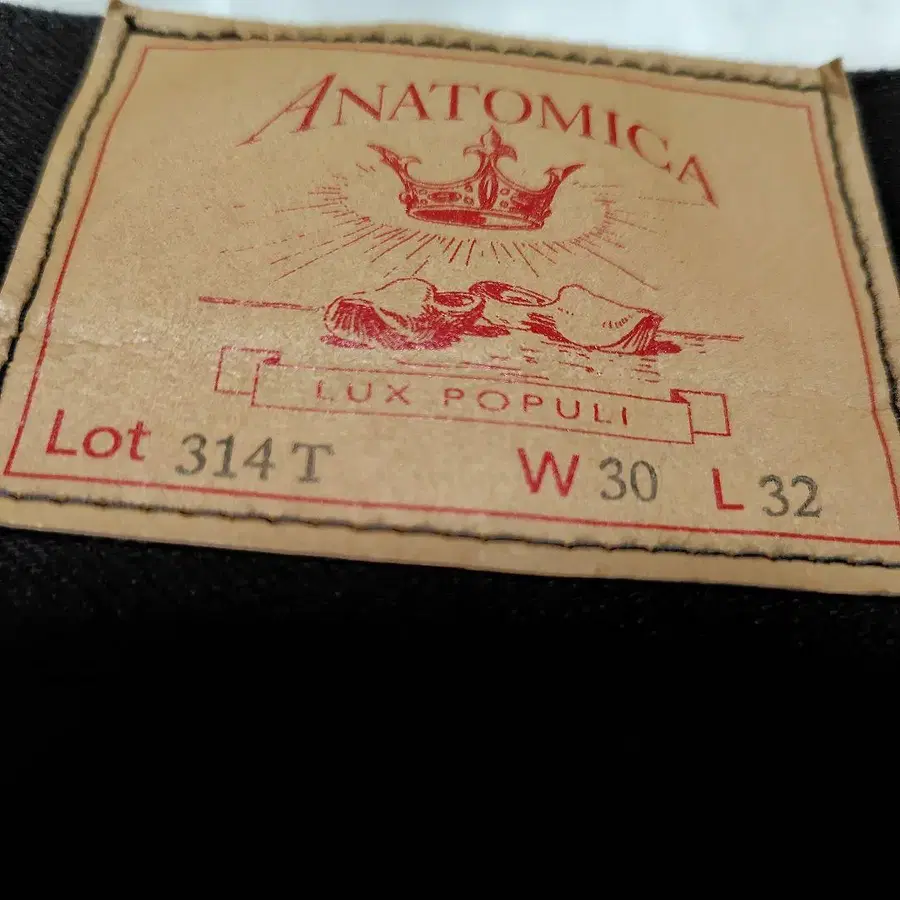 ANATOMICA
LUX POPULI
Lot 314 T W 30 L 32